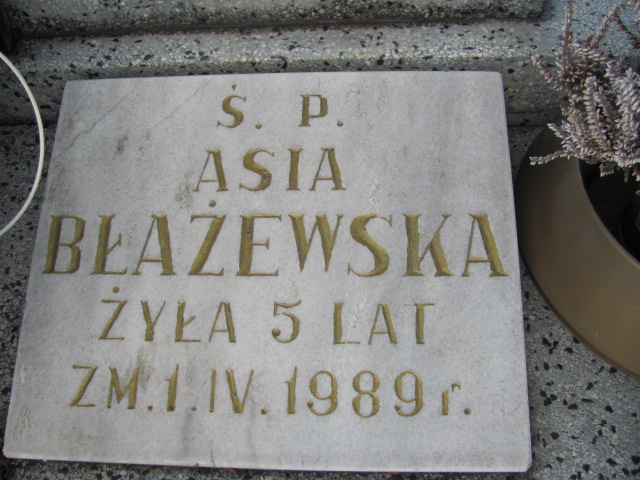 Ś. P.
ASIA
BŁAŻEWSKA
ŻYŁA 5 LAT
ZM. 1. IV. 1989 r.